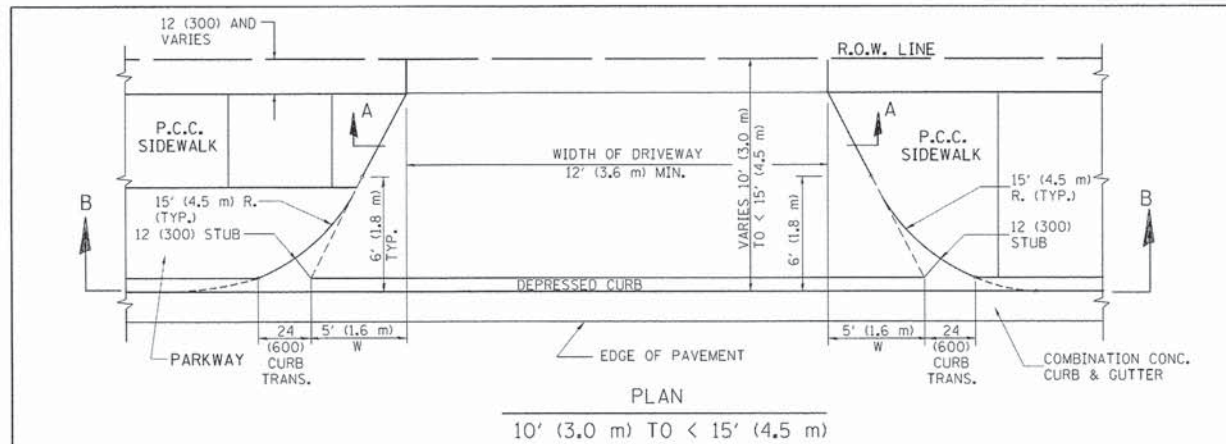 12 (300) AND
VARIES
R.O.W. LINE
A
A
P.C.C.
SIDEWALK
P.C.C.
SIDEWALK
WIDTH OF DRIVEWAY
12' (3.6 m) MIN.
VARIES 10' (3.0 m)
TO < 15' (4.5 m)
B
B
15' (4.5 m) R.
(TYP.)
12 (300) STUB
6' (1.8 m)
TYP.
6' (1.8 m)
15' (4.5 m)
R. (TYP.)
12 (300)
STUB
DEPRESSED CURB
24
(600)
CURB
TRANS.
5' (1.6 m)
W
5' (1.6 m)
W
24
(600)
CURB
TRANS.
PARKWAY
EDGE OF PAVEMENT
COMBINATION CONC.
CURB & GUTTER
PLAN
10' (3.0 m) TO < 15' (4.5 m)